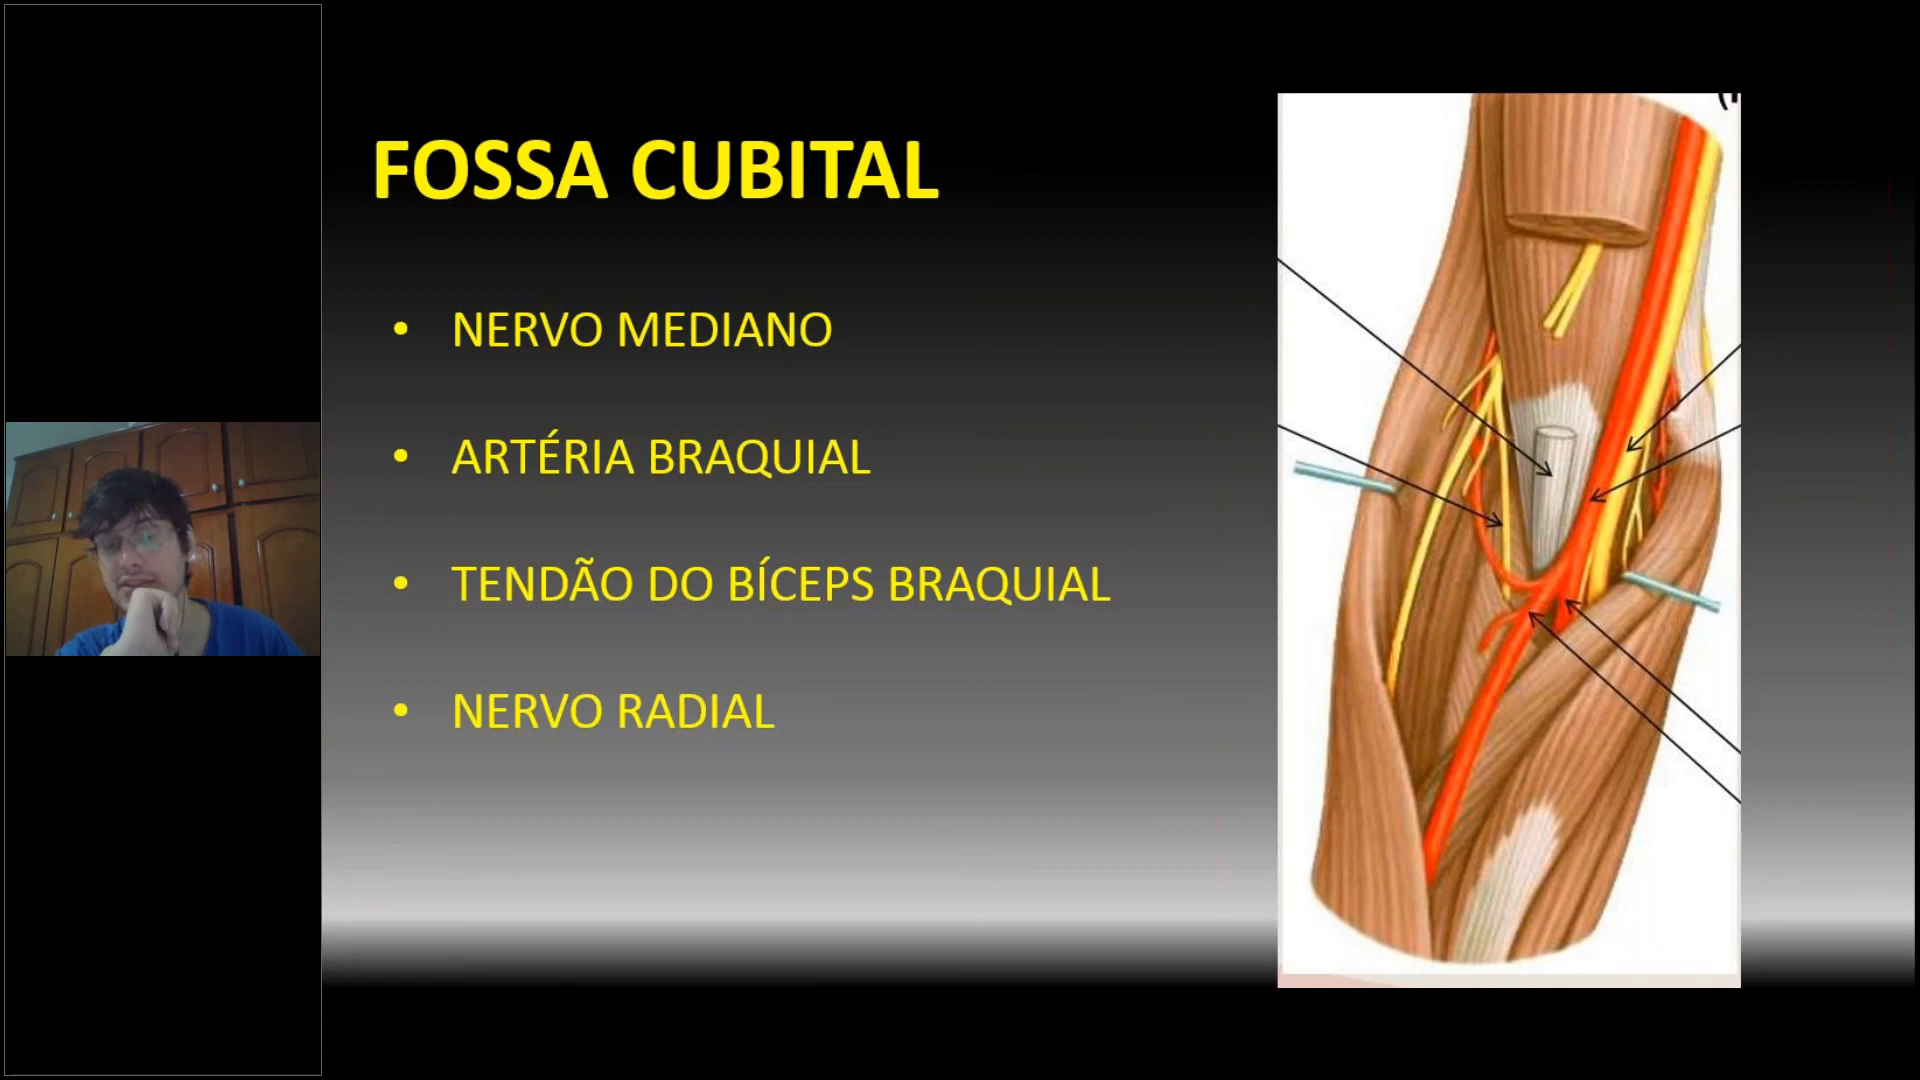 FOSSA CUBITAL
• NERVO MEDIANO
• ARTÉRIA BRAQUIAL
• TENDÃO DO BÍCEPS BRAQUIAL
• NERVO RADIAL